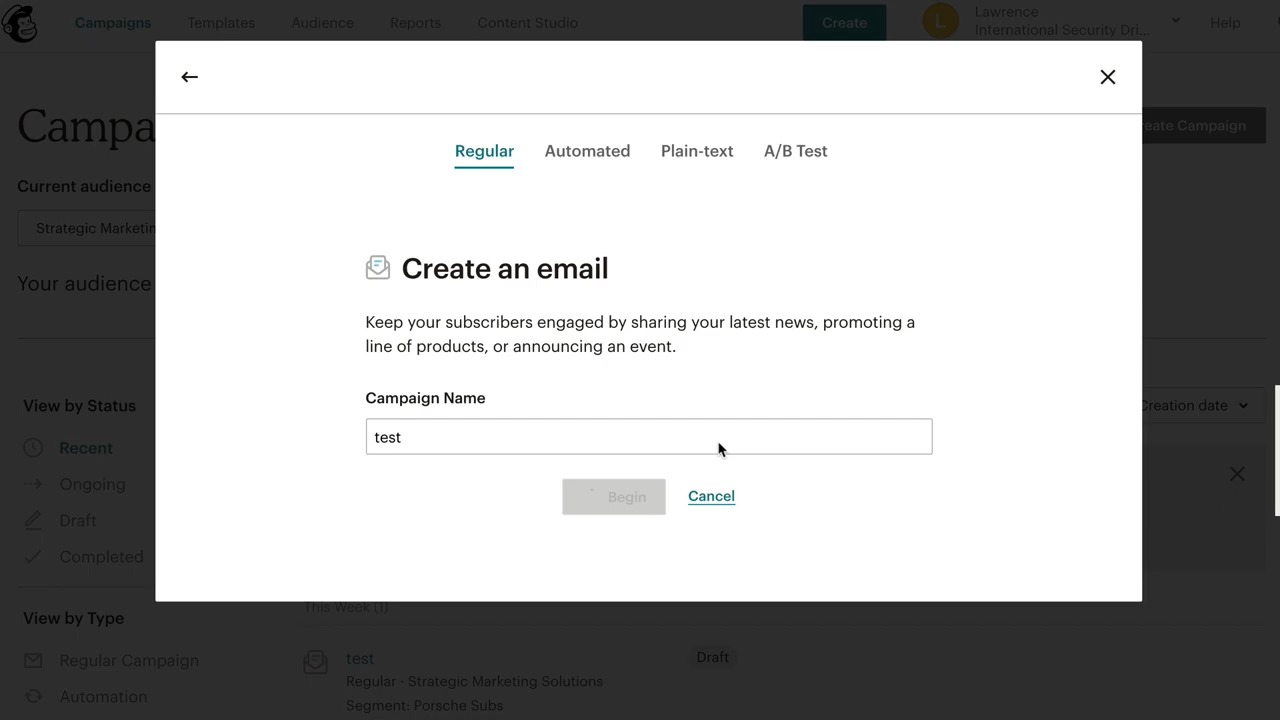 Campaigns Templates Audience Reports Content Studio Create L Lawrence Help
International Security Dri...
Campa
eate Campaign
Regular Automated Plain-text A/B Test
Current audience
Strategic Marketin
Your audience
Create an email
Keep your subscribers engaged by sharing your latest news, promoting a
line of products, or announcing an event.
Campaign Name
test
Begin Cancel
View by Status
Creation date
Recent
Ongoing
Draft
Completed
This Week (1)
View by Type
Regular Campaign
Automation
test Draft
Regular · Strategic Marketing Solutions
Segment: Porsche Subs